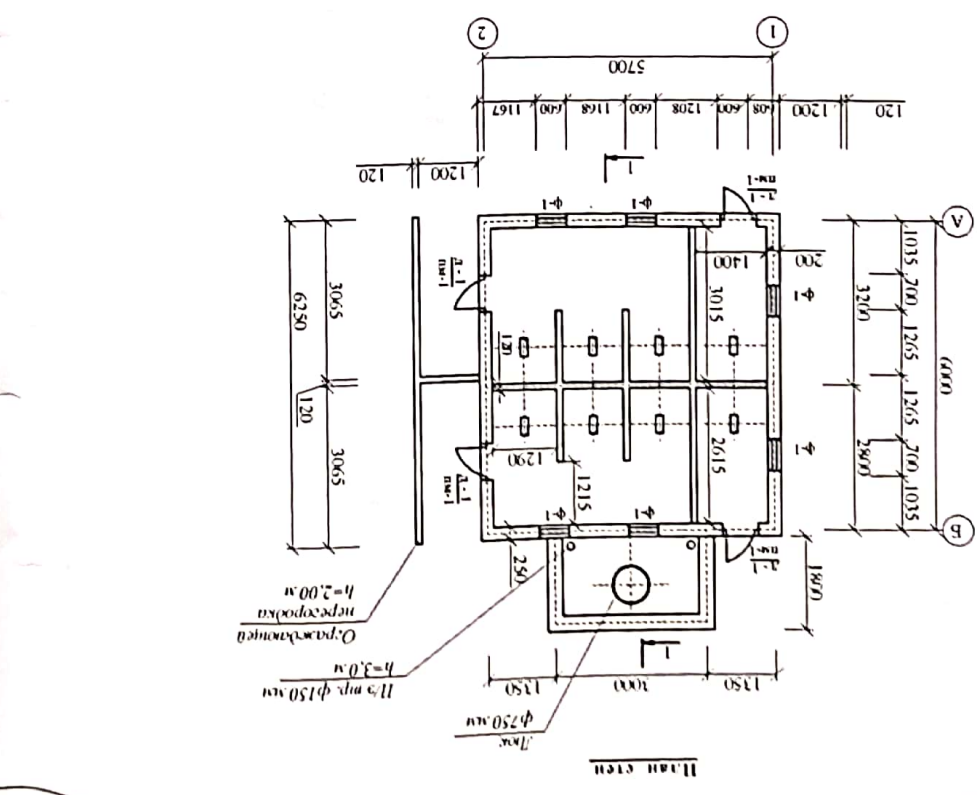 План стен
Люк
ф750 мм
П/э тр. ф150 мм
h=3,0 м
Ограждающей
перегородка
h=2,00 м
1350
3000
1350
1
1800
250
Б
Д-1
пм-1
ф-1
ф-1
1035
700
1265
1265
700
1035
6000
2800
3200
ф-1
ф-1
2615
1215
1290
Д-1
пм-1
3065
120
3065
6250
120
3015
200
1400
Д-1
пм-1
А
Д-1
пм-1
ф-1
ф-1
1200
120
1
120
1200
608
600
1208
600
1168
600
1167
5700
1
2